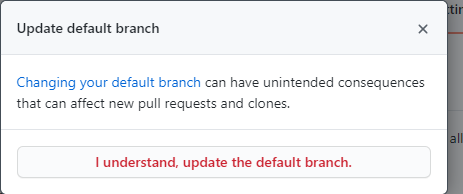 Update default branch
Changing your default branch can have unintended consequences
that can affect new pull requests and clones.
all
I understand, update the default branch.